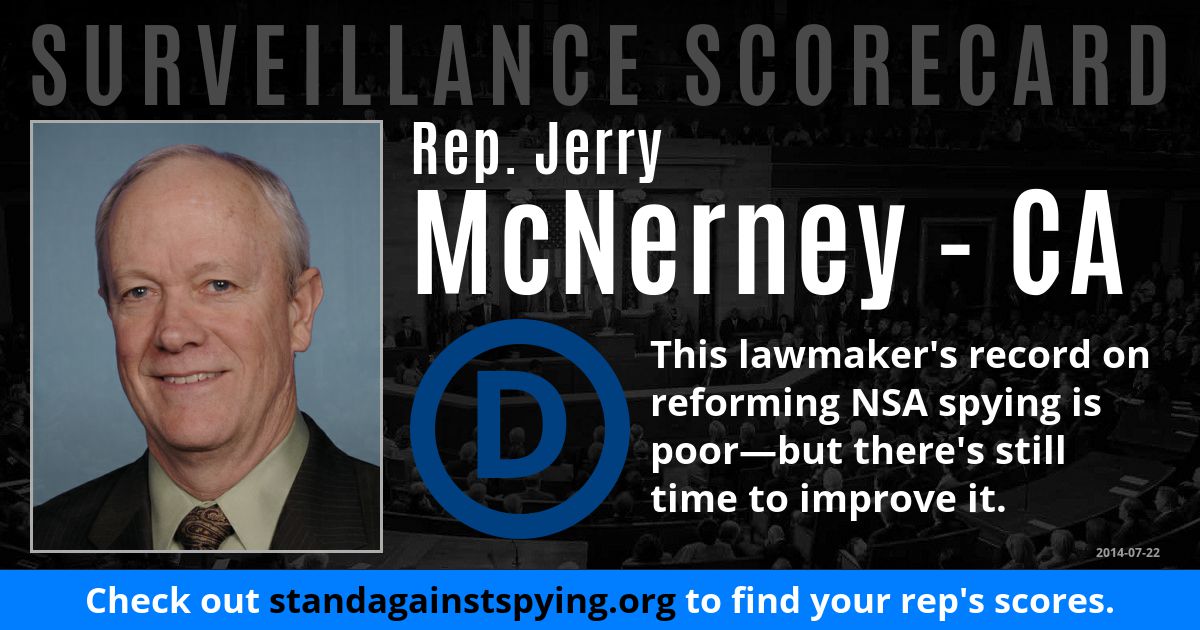 SURVEILLANCE SCORECARD
Rep. Jerry
McNerney - CA
D
This lawmaker's record on
reforming NSA spying is
poor—but there's still
time to improve it.
2014-07-22
Check out standagainstspying.org to find your rep's scores.